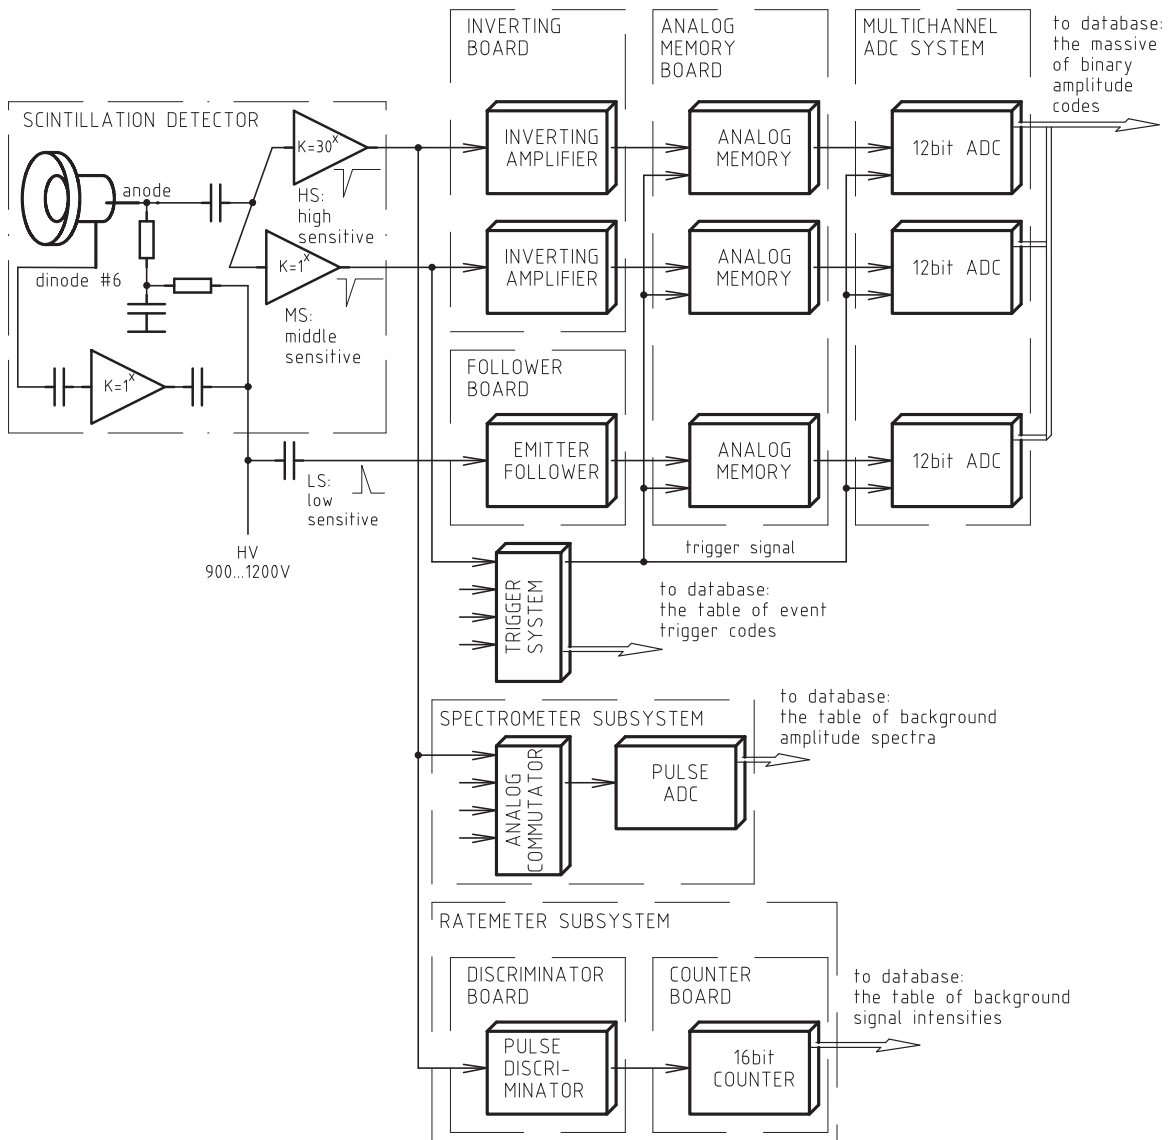 INVERTING
BOARD
ANALOG
MEMORY
BOARD
MULTICHANNEL
ADC SYSTEM
to database:
the massive
of binary
amplitude
codes
SCINTILLATION DETECTOR
K=30x
INVERTING
AMPLIFIER
ANALOG
MEMORY
12bit ADC
anode
HS:
high
sensitive
K=1x
INVERTING
AMPLIFIER
ANALOG
MEMORY
12bit ADC
dinode #6
MS:
middle
sensitive
K=1x
FOLLOWER
BOARD
EMITTER
FOLLOWER
ANALOG
MEMORY
12bit ADC
LS:
low
sensitive
HV
900...1200V
trigger signal
TRIGGER
SYSTEM
to database:
the table of event
trigger codes
SPECTROMETER SUBSYSTEM
to database:
the table of background
amplitude spectra
ANALOG
COMMUTATOR
PULSE
ADC
RATEMETER SUBSYSTEM
DISCRIMINATOR
BOARD
COUNTER
BOARD
to database:
the table of background
signal intensities
PULSE
DISCRI-
MINATOR
16bit
COUNTER